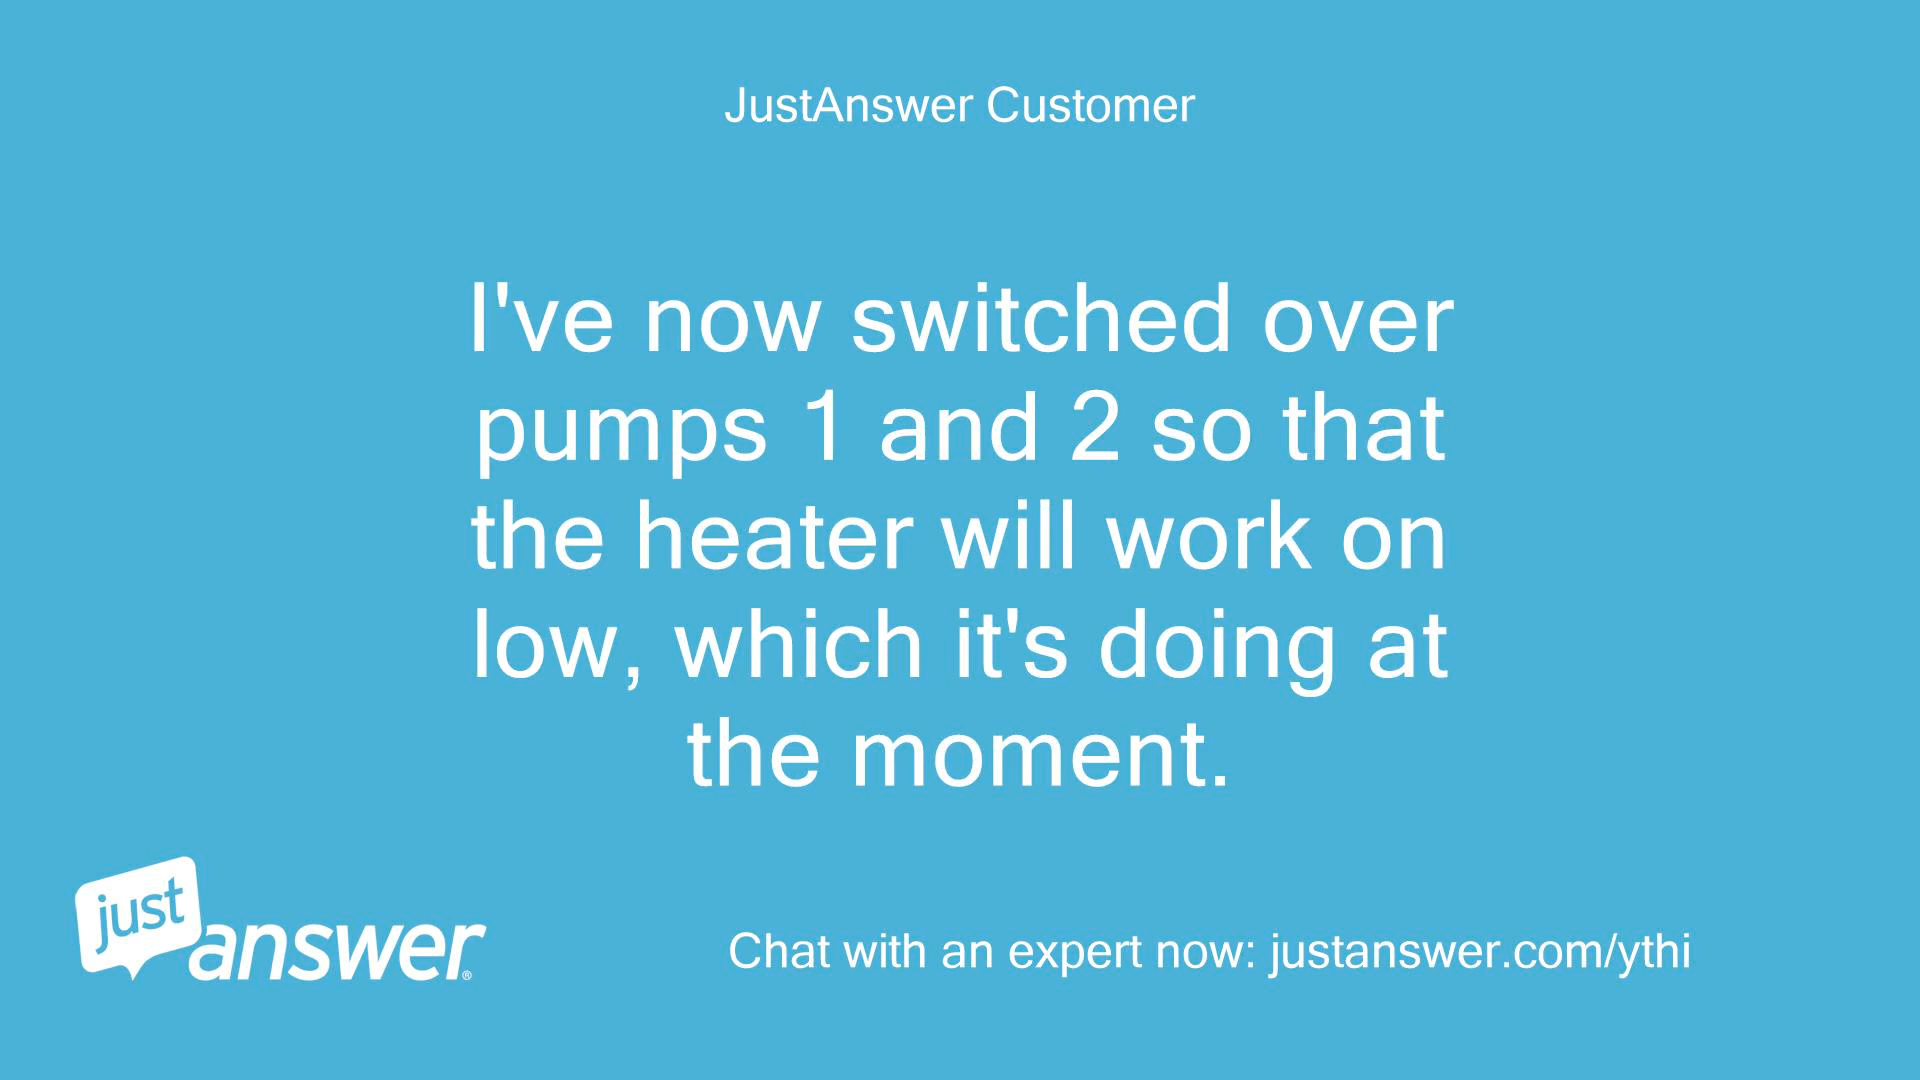 JustAnswer Customer
I've now switched over
pumps 1 and 2 so that
the heater will work on
low, which it's doing at
the moment.
just
answer®
Chat with an expert now: justanswer.com/ythi